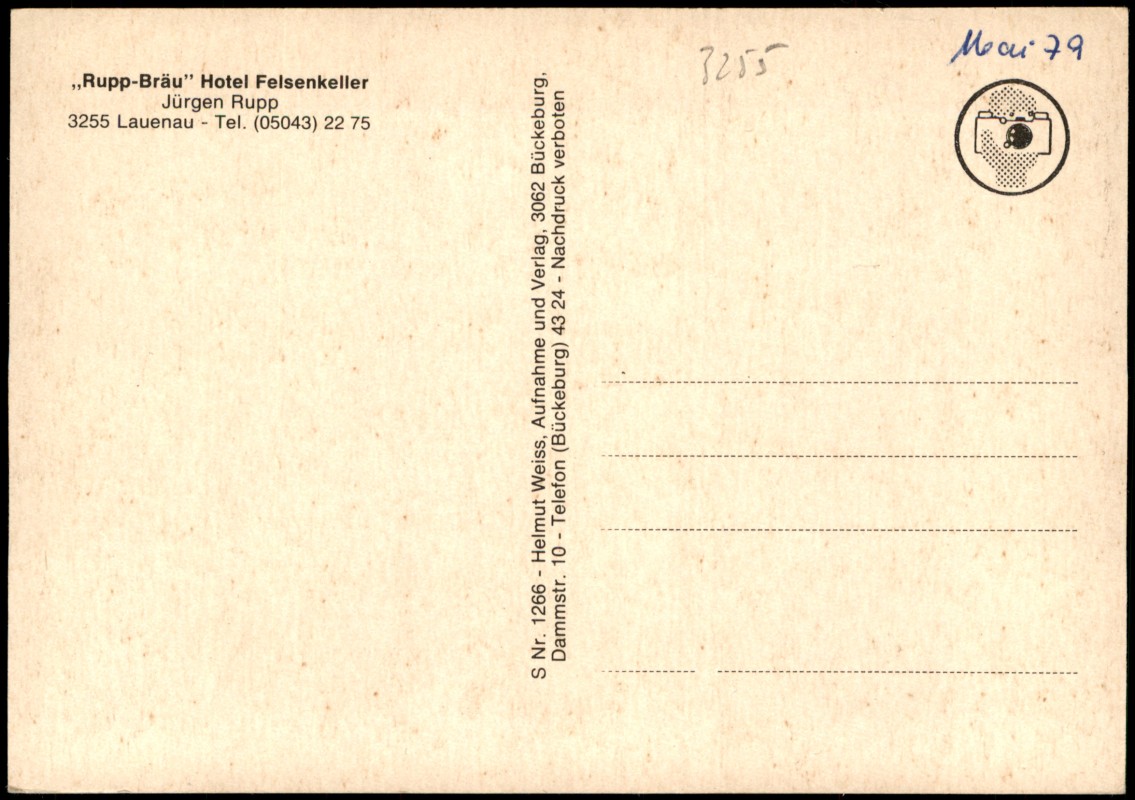 „Rupp-Bräu” Hotel Felsenkeller
Jürgen Rupp
3255 Lauenau - Tel. (05043) 22 75
S Nr. 1266 - Helmut Weiss, Aufnahme und Verlag, 3062 Bückeburg,
Dammstr. 10 - Telefon (Bückeburg) 43 24 - Nachdruck verboten
3255
Mai 79